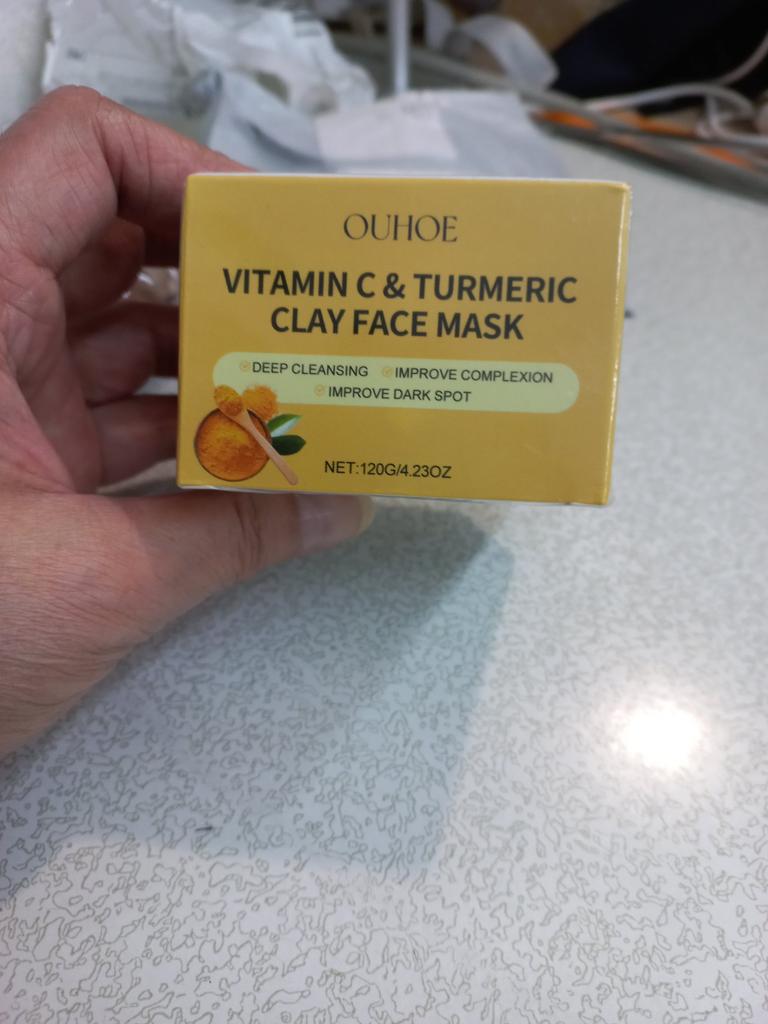 OUHOE
VITAMIN C & TURMERIC
CLAY FACE MASK
DEEP CLEANSING IMPROVE COMPLEXION
IMPROVE DARK SPOT
NET:120G/4.23OZ